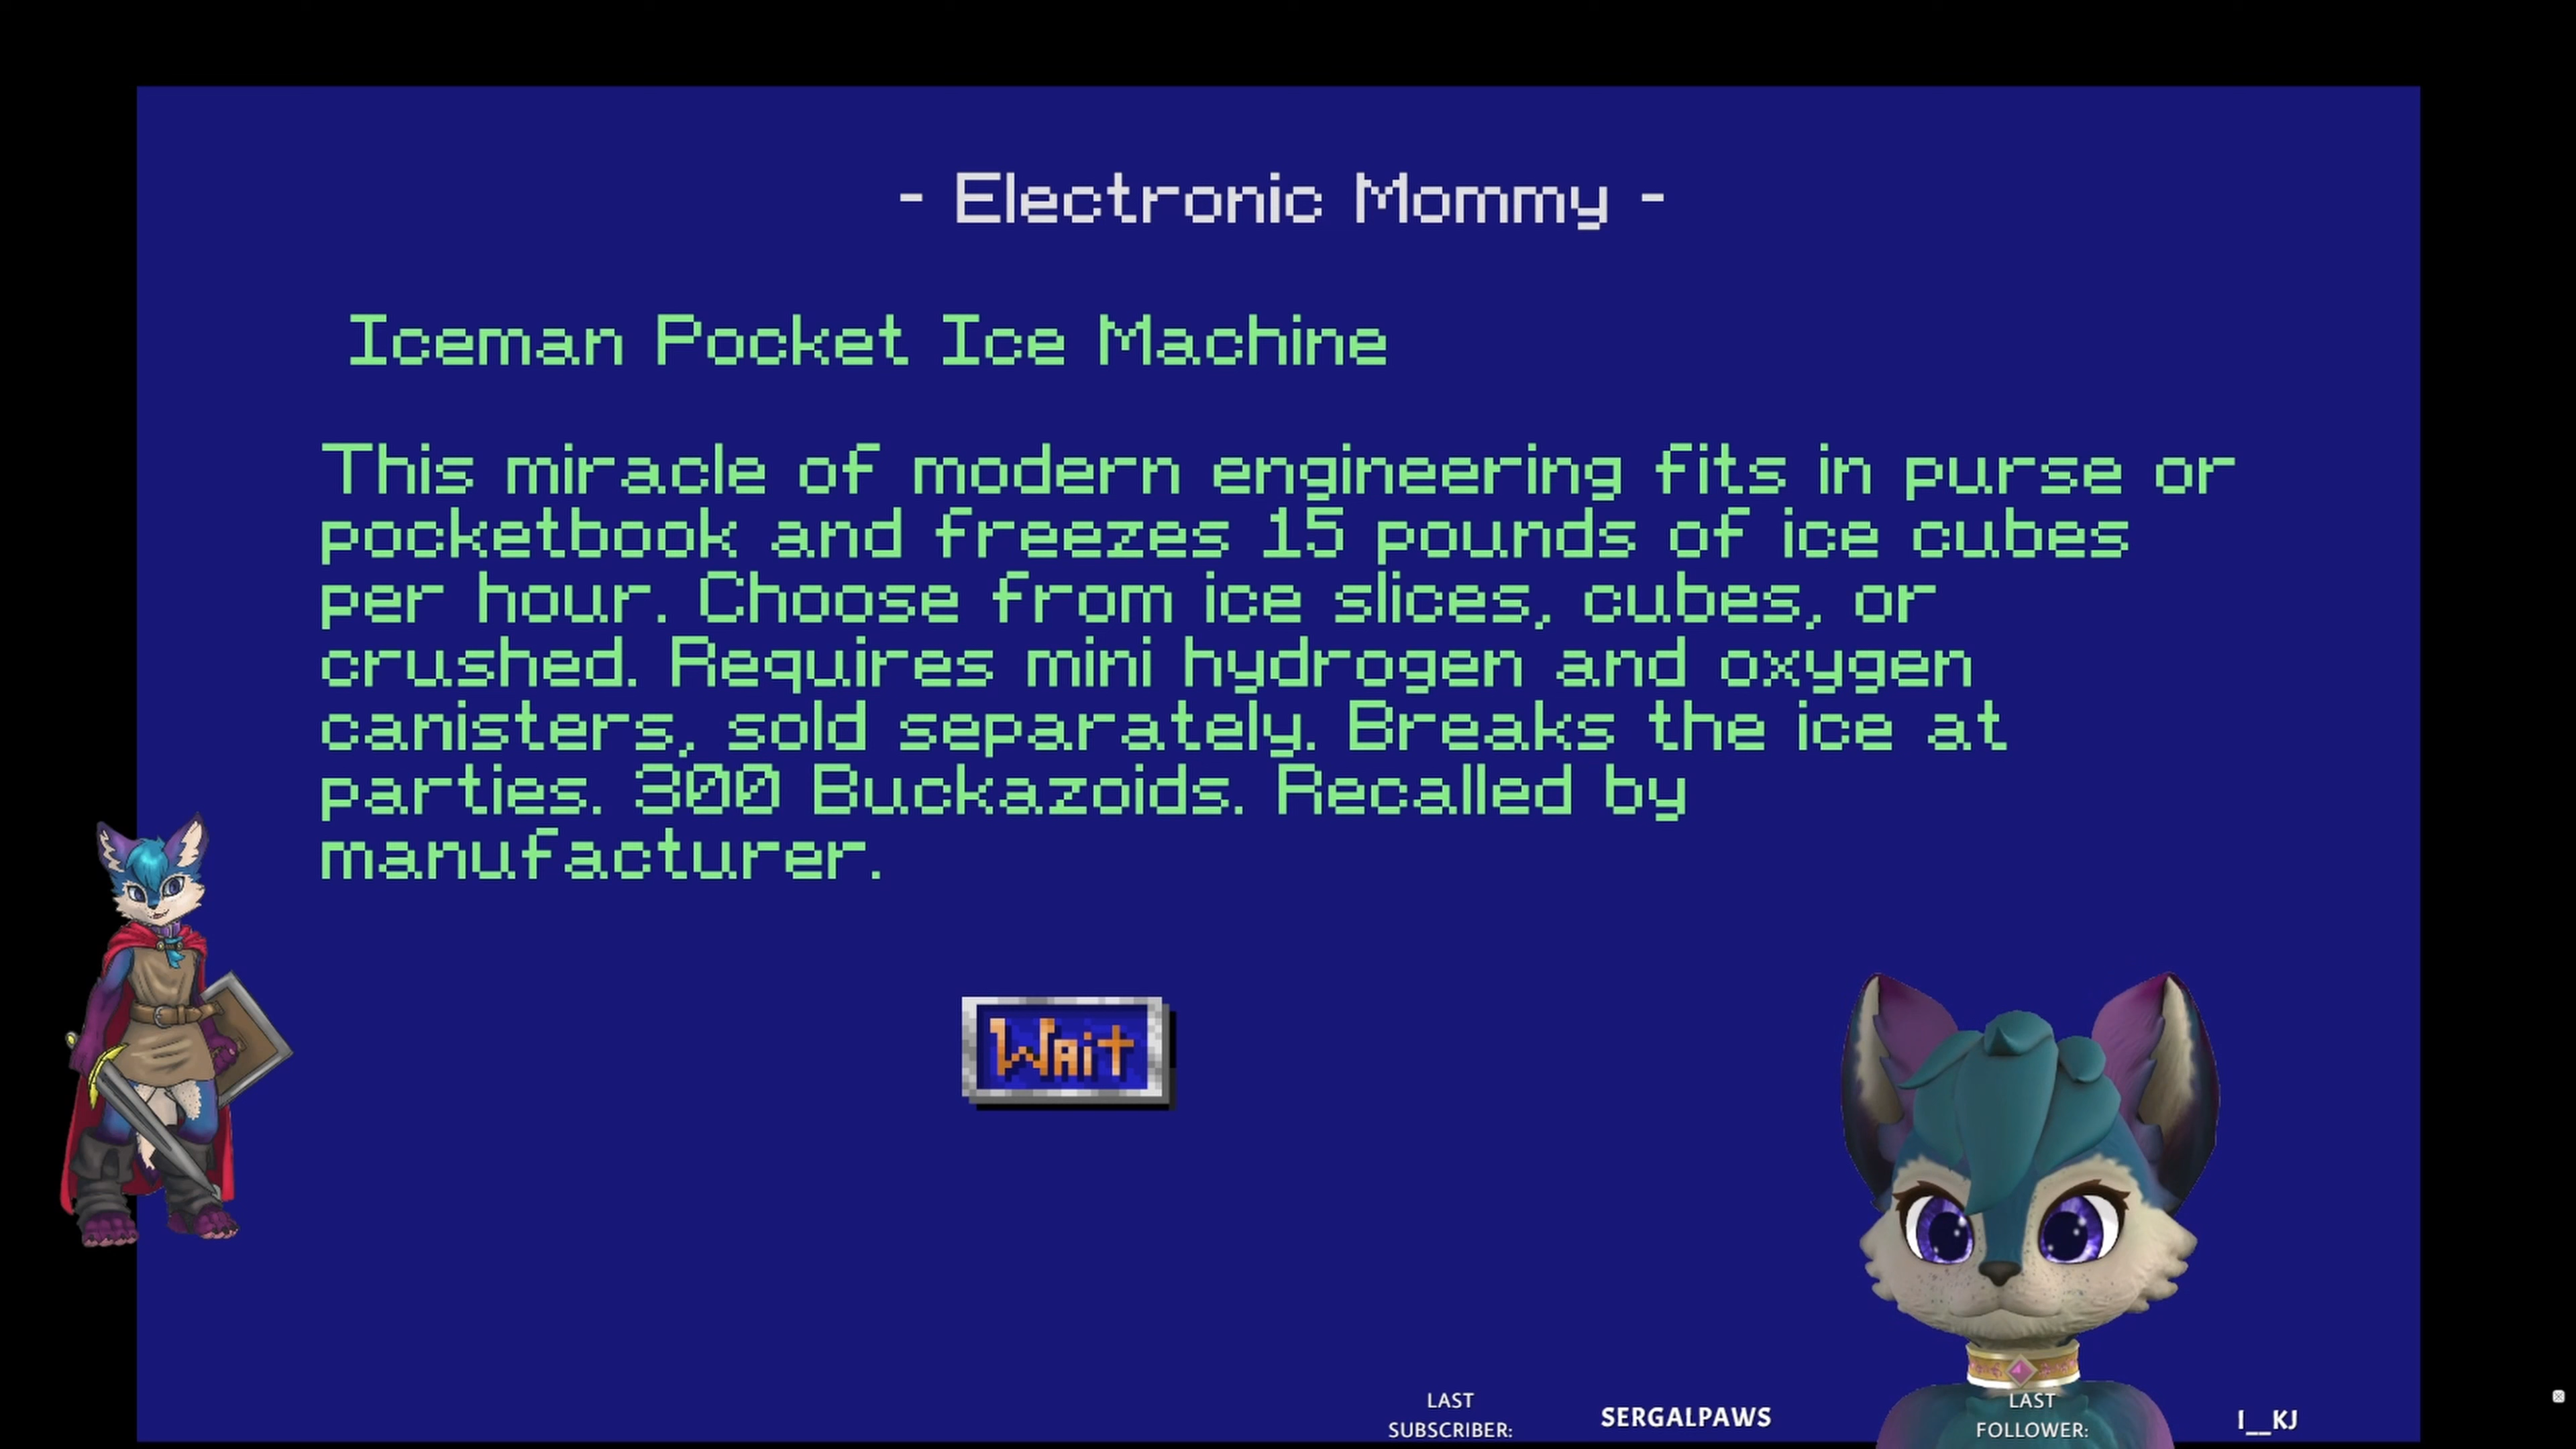 - Electronic Mommy -
Iceman Pocket Ice Machine
This miracle of modern engineering fits in purse or
pocketbook and freezes 15 pounds of ice cubes
per hour. Choose from ice slices, cubes, or
crushed. Requires mini hydrogen and oxygen
canisters, sold separately. Breaks the ice at
parties. 300 Buckazoids. Recalled by
manufacturer.
Wait
LAST
SUBSCRIBER:
SERGALPAWS
LAST
FOLLOWER:
I__KJ